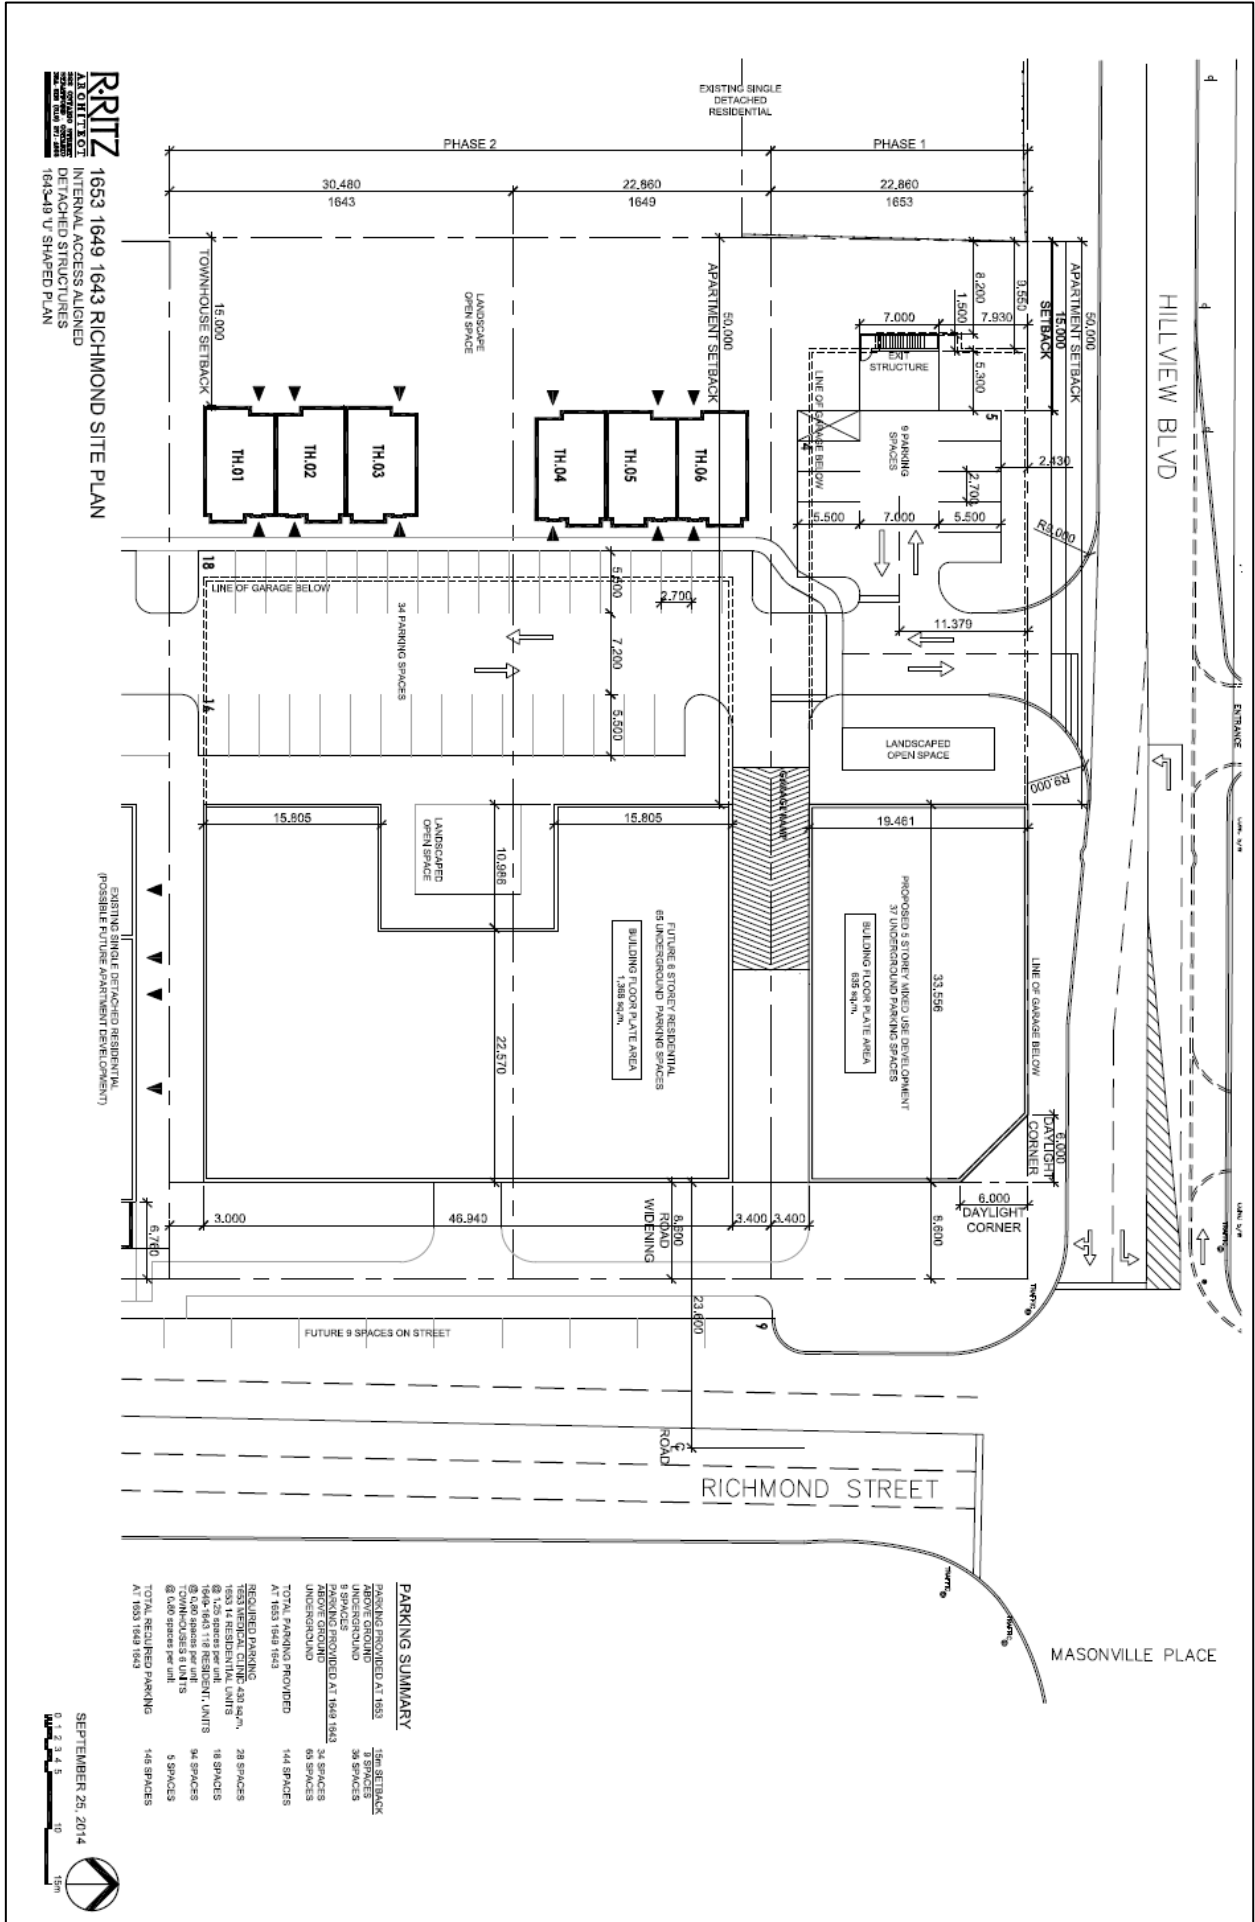 R·RITZ
ARCHITECT
1653 1649 1643 RICHMOND SITE PLAN
INTERNAL ACCESS ALIGNED
DETACHED STRUCTURES
1643-49 'U' SHAPED PLAN
EXISTING SINGLE
DETACHED
RESIDENTIAL
PHASE 2
PHASE 1
30.480
22.860
22.860
1643
1649
1653
HILLVIEW BLVD
50.000
APARTMENT SETBACK
15.000
SETBACK
9.550
8.200
1.500
7.000
7.930
EXIT
STRUCTURE
5.300
50.000
APARTMENT SETBACK
15.000
TOWNHOUSE SETBACK
LANDSCAPE
OPEN SPACE
LINE OF GARAGE BELOW
5
4
9 PARKING
SPACES
2.430
2.700
5.500
7.000
5.500
R9.000
TH.01
TH.02
TH.03
TH.04
TH.05
TH.06
18
LINE OF GARAGE BELOW
34 PARKING SPACES
2.700
7.200
5.500
11.379
16
LANDSCAPED
OPEN SPACE
R9.000
ENTRANCE
GARAGE RAMP
15.805
15.805
19.461
LANDSCAPED
OPEN SPACE
10.988
FUTURE 6 STOREY RESIDENTIAL
65 UNDERGROUND PARKING SPACES
BUILDING FLOOR PLATE AREA
1,368 sq.m.
PROPOSED 5 STOREY MIXED USE DEVELOPMENT
37 UNDERGROUND PARKING SPACES
BUILDING FLOOR PLATE AREA
635 sq.m.
33.556
22.570
LINE OF GARAGE BELOW
EXISTING SINGLE DETACHED RESIDENTIAL
(POSSIBLE FUTURE APARTMENT DEVELOPMENT)
6.000
DAYLIGHT
CORNER
6.000
DAYLIGHT
CORNER
3.000
46.940
3.400
3.400
ROAD
WIDENING
8.600
6.760
23.600
FUTURE 9 SPACES ON STREET
9
TRAFFIC
TRAFFIC
℄
ROAD
RICHMOND STREET
TRAFFIC
TRAFFIC
MASONVILLE PLACE
PARKING SUMMARY
PARKING PROVIDED AT 1653 15m SETBACK
ABOVE GROUND 9 SPACES
UNDERGROUND 36 SPACES
9 SPACES
PARKING PROVIDED AT 1649 1643
ABOVE GROUND 34 SPACES
UNDERGROUND 65 SPACES
TOTAL PARKING PROVIDED 144 SPACES
AT 1653 1649 1643
REQUIRED PARKING
1653 MEDICAL CLINIC 430 sq.m. 28 SPACES
1653 14 RESIDENTIAL UNITS
@ 1.25 spaces per unit 18 SPACES
1649-1643 118 RESIDENT. UNITS
@ 0.80 spaces per unit 94 SPACES
TOWNHOUSES 6 UNITS
@ 0.80 spaces per unit 5 SPACES
TOTAL REQUIRED PARKING 145 SPACES
AT 1653 1649 1643
SEPTEMBER 25, 2014
0 1 2 3 4 5 10 15m